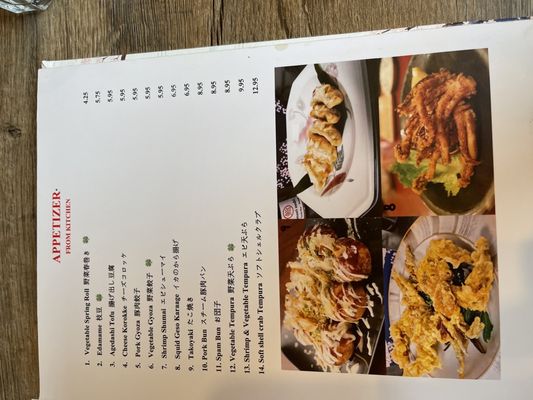 APPETIZER
FROM KITCHEN
1. Vegetable Spring Roll 野菜春巻き 4.25
2. Edamame 枝豆 5.75
3. Agedashi Tofu 揚げ出し豆腐 5.95
4. Cheese Korokke チーズコロッケ 5.95
5. Pork Gyoza 豚肉餃子 5.95
6. Vegetable Gyoza 野菜餃子 5.95
7. Shrimp Shumai エビシューマイ 5.95
8. Squid Geso Karaage イカのから揚げ 6.95
9. Takoyaki たこ焼き 6.95
10. Pork Bun スチーム豚肉パン 8.95
11. Spam Bun お団子 8.95
12. Vegetable Tempura 野菜天ぷら 8.95
13. Shrimp & Vegetable Tempura エビ天ぷら 9.95
14. Soft shell crab Tempura ソフトシェルクラブ 12.95